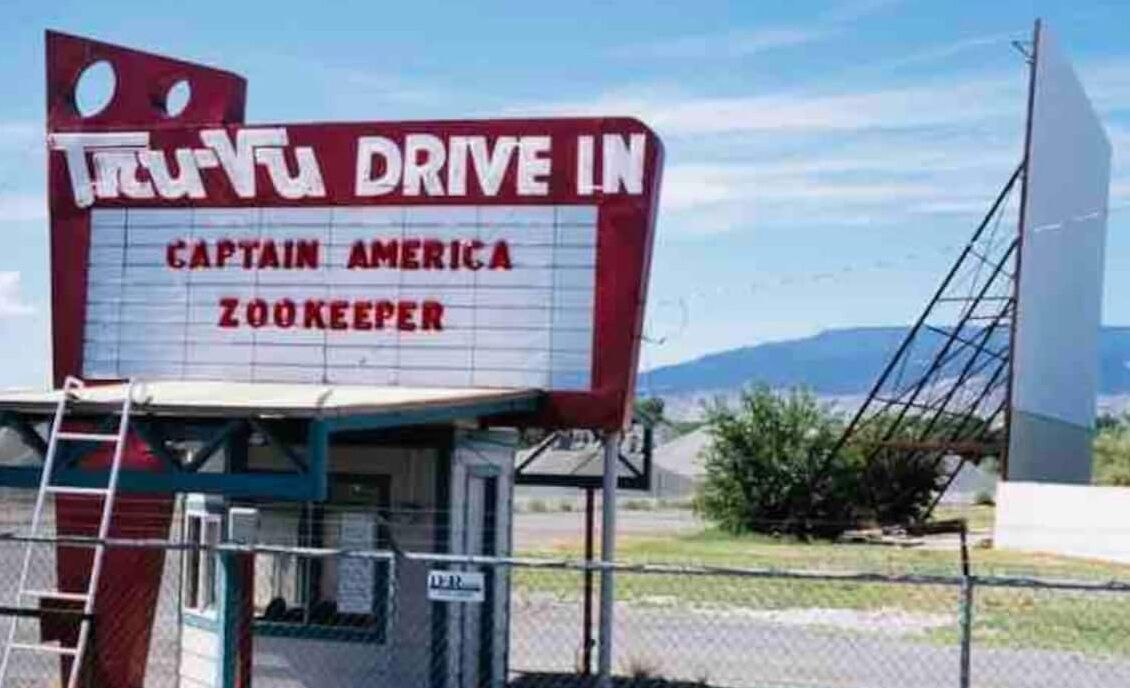 Tru-Vu DRIVE IN
CAPTAIN AMERICA
ZOOKEEPER